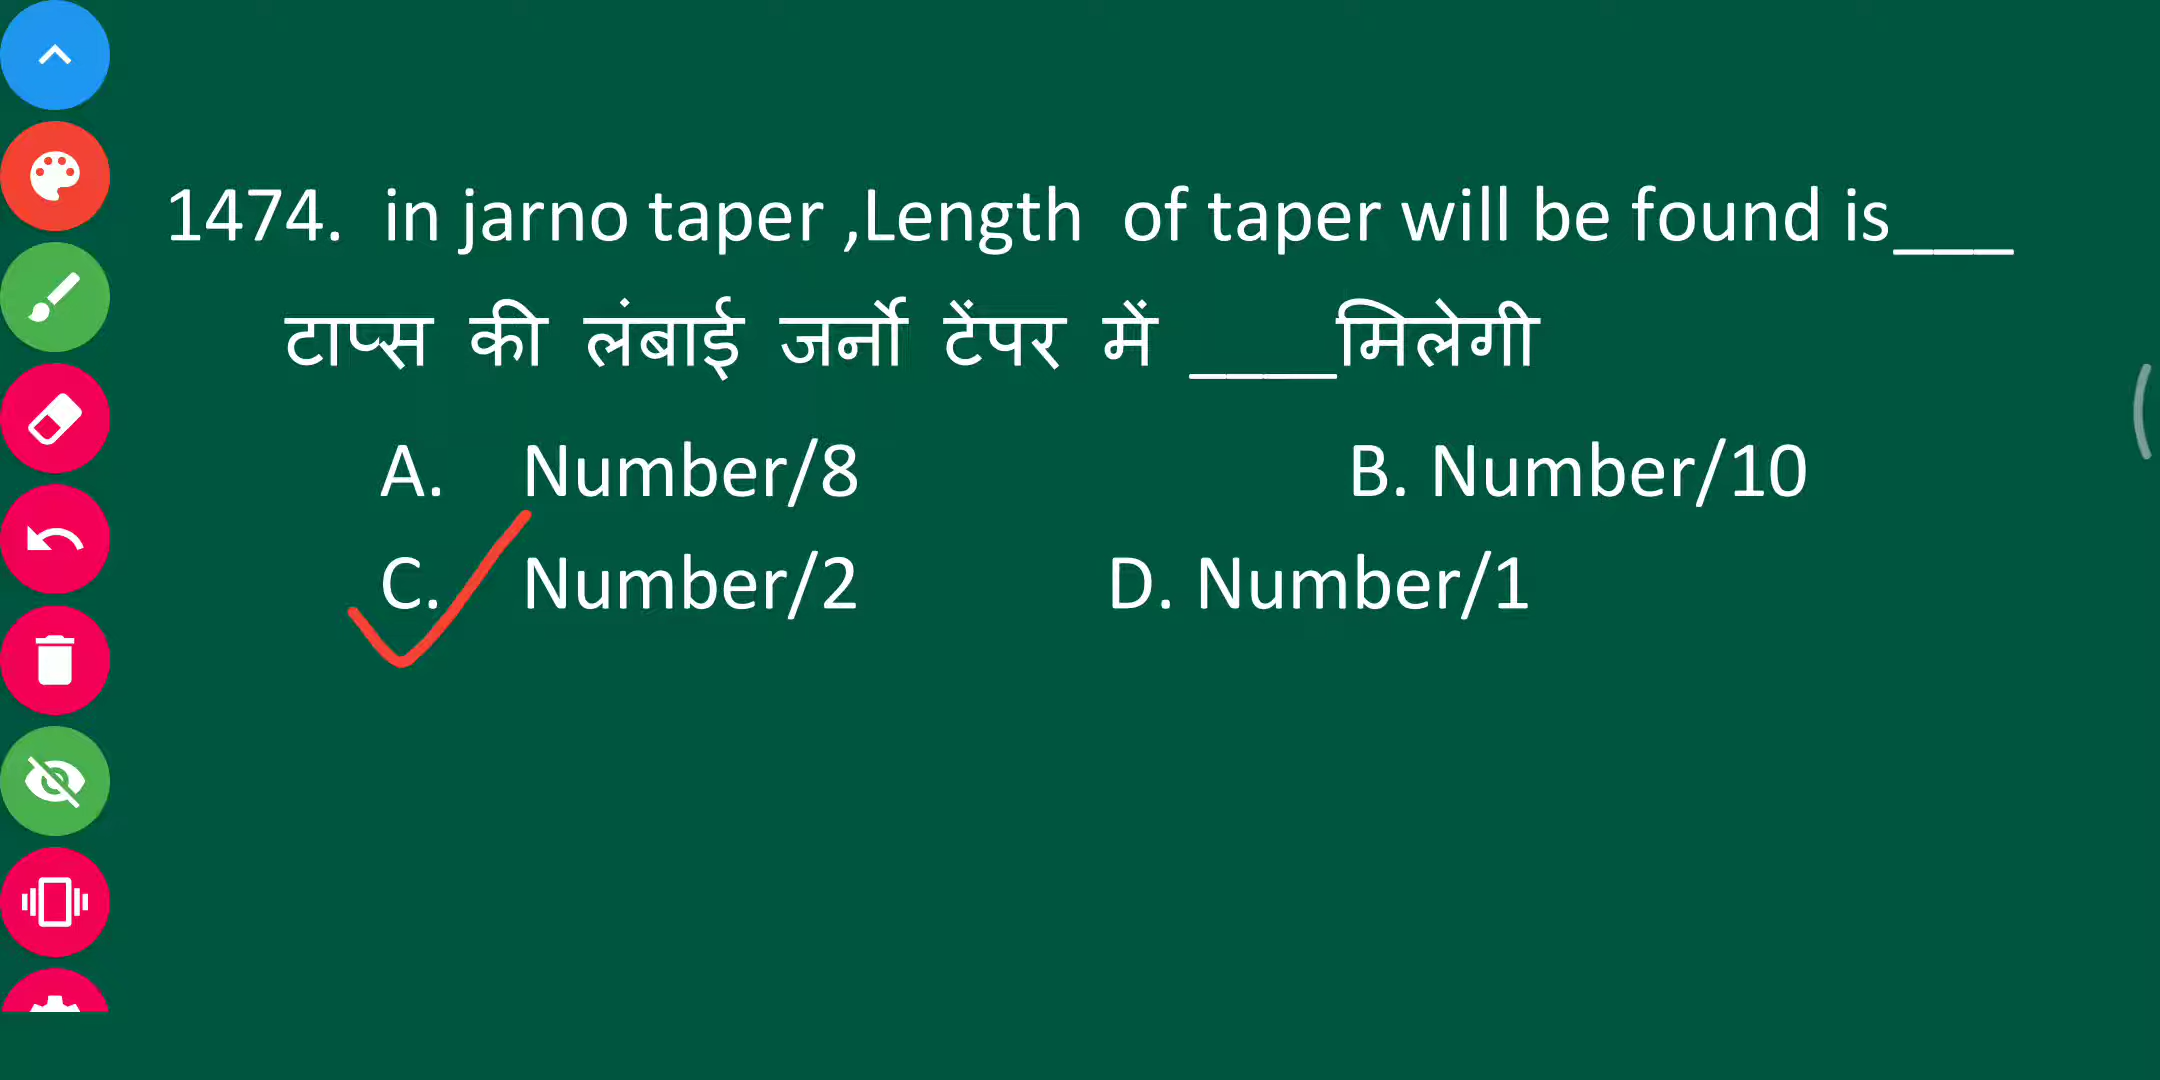 1474. in jarno taper ,Length of taper will be found is___
टाप्स की लंबाई जर्नो टेंपर में ____मिलेगी
A. Number/8 B. Number/10
C. Number/2 D. Number/1